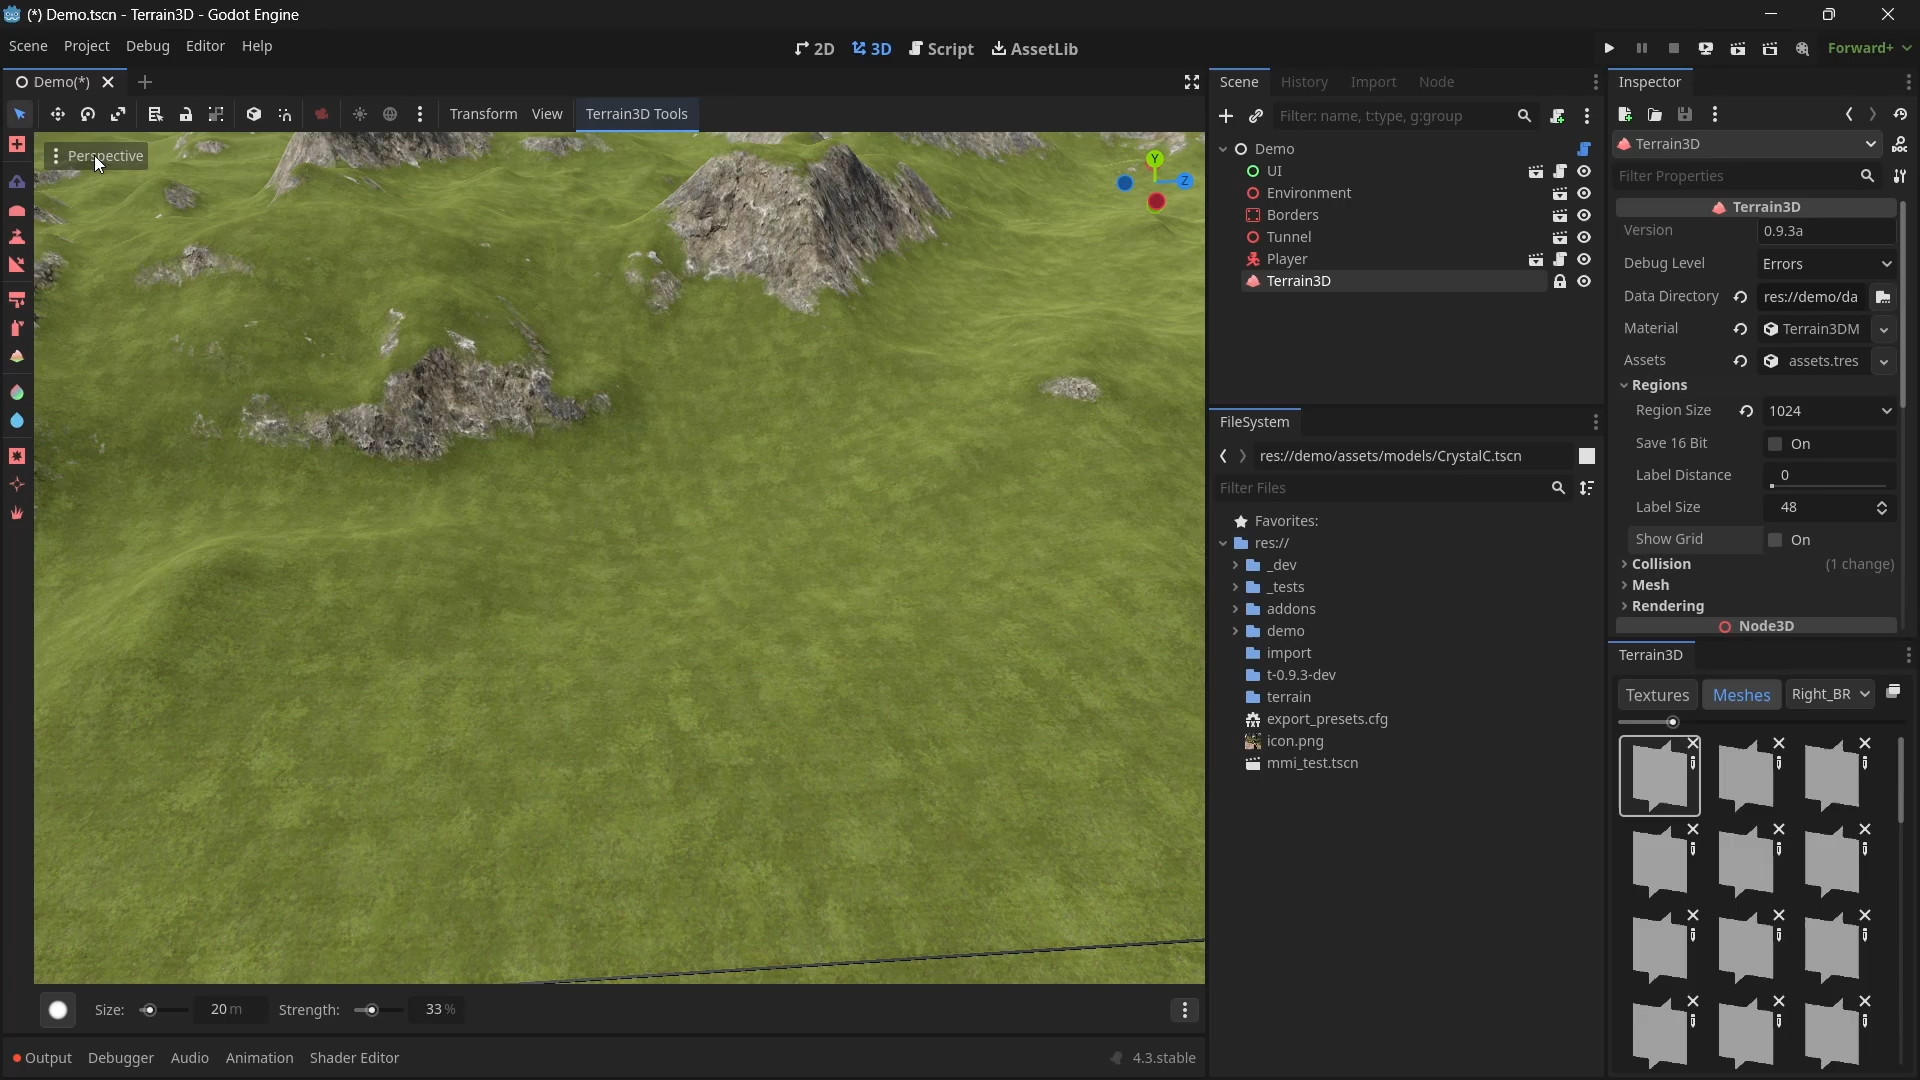 (*) Demo.tscn - Terrain3D - Godot Engine
Scene Project Debug Editor Help
2D 3D Script AssetLib
Forward+
Demo(*)
Transform View Terrain3D Tools
Perspective
Y
Z
Size: 20 m Strength: 33 %
Output Debugger Audio Animation Shader Editor
4.3.stable
Scene History Import Node
Filter: name, t:type, g:group
Demo
UI
Environment
Borders
Tunnel
Player
Terrain3D
FileSystem
res://demo/assets/models/CrystalC.tscn
Filter Files
Favorites:
res://
_dev
_tests
addons
demo
import
t-0.9.3-dev
terrain
export_presets.cfg
icon.png
mmi_test.tscn
Inspector
Terrain3D
DOC
Filter Properties
Terrain3D
Version 0.9.3a
Debug Level Errors
Data Directory res://demo/da
Material Terrain3DM
Assets assets.tres
Regions
Region Size 1024
Save 16 Bit On
Label Distance 0
Label Size 48
Show Grid On
Collision (1 change)
Mesh
Rendering
Node3D
Terrain3D
Textures Meshes Right_BR